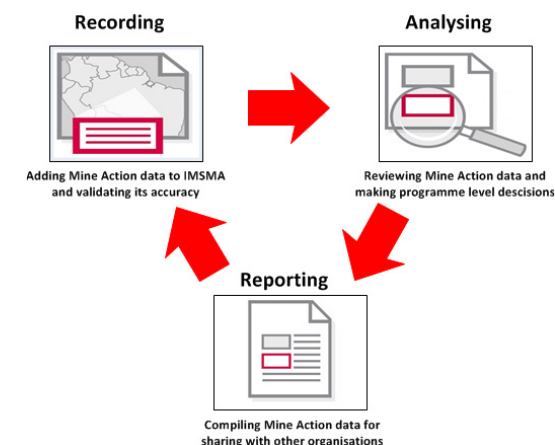 Recording
Analysing
Adding Mine Action data to IMSMA
and validating its accuracy
Reviewing Mine Action data and
making programme level descisions
Reporting
Compiling Mine Action data for
sharing with other organisations